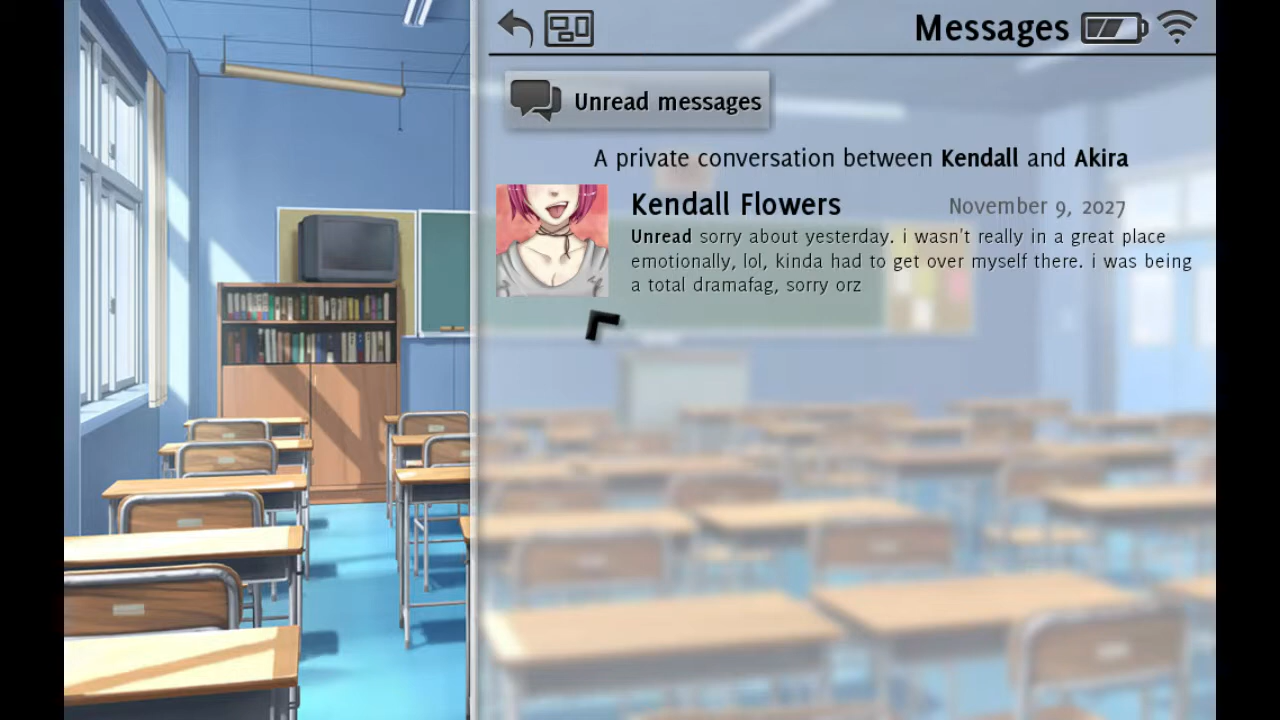 Messages
Unread messages
A private conversation between Kendall and Akira
Kendall Flowers
November 9, 2027
Unread sorry about yesterday. i wasn't really in a great place
emotionally, lol, kinda had to get over myself there. i was being
a total dramafag, sorry orz